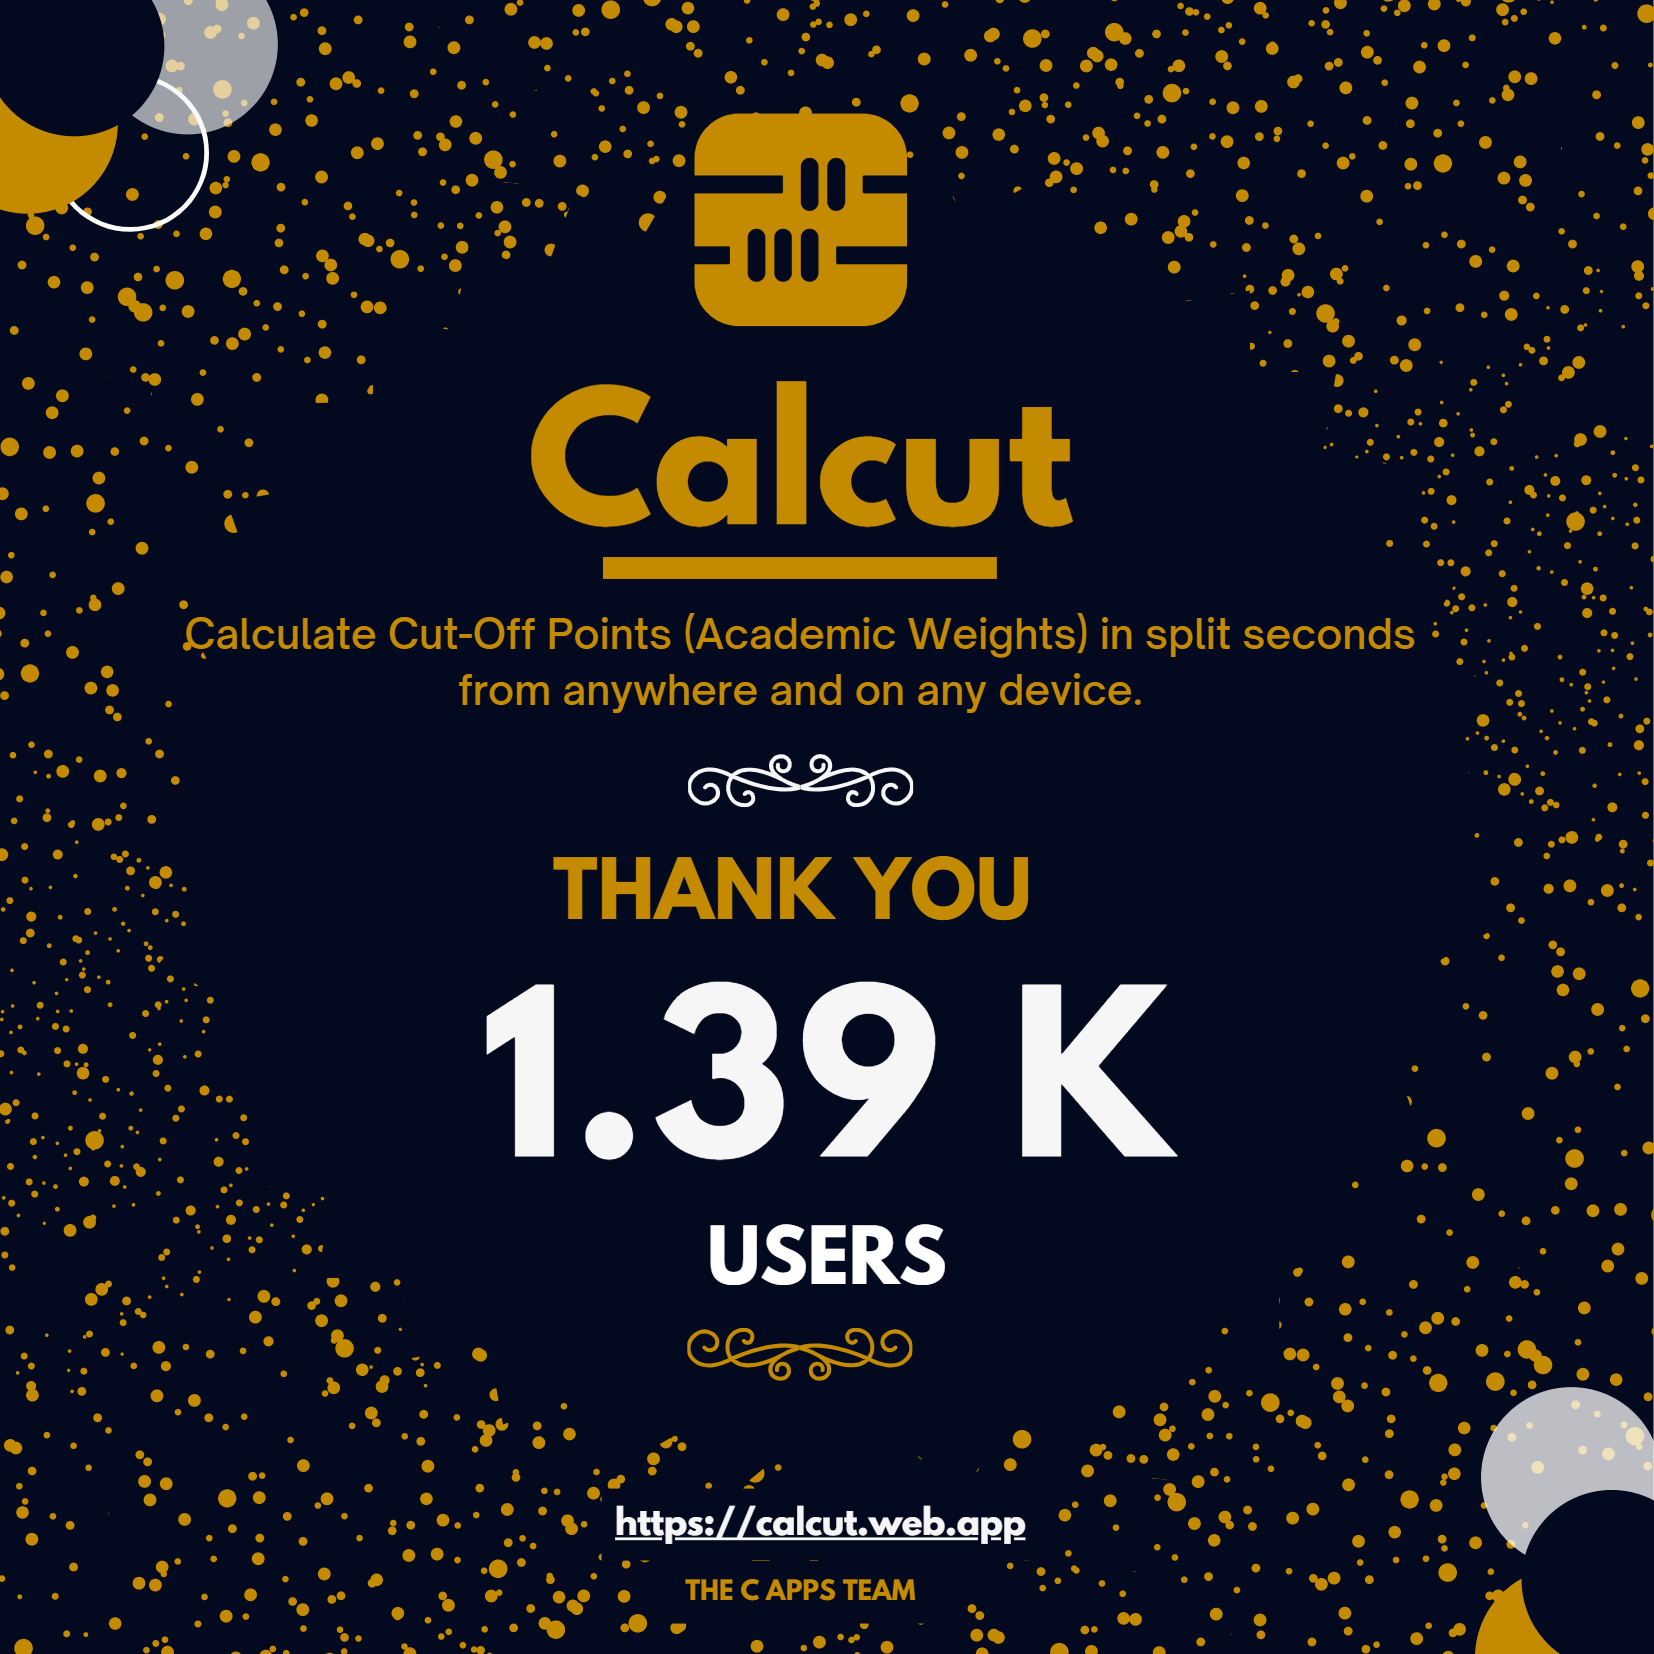 Calcut
Calculate Cut-Off Points (Academic Weights) in split seconds
from anywhere and on any device.
THANK YOU
1.39 K
USERS
https://calcut.web.app
THE C APPS TEAM